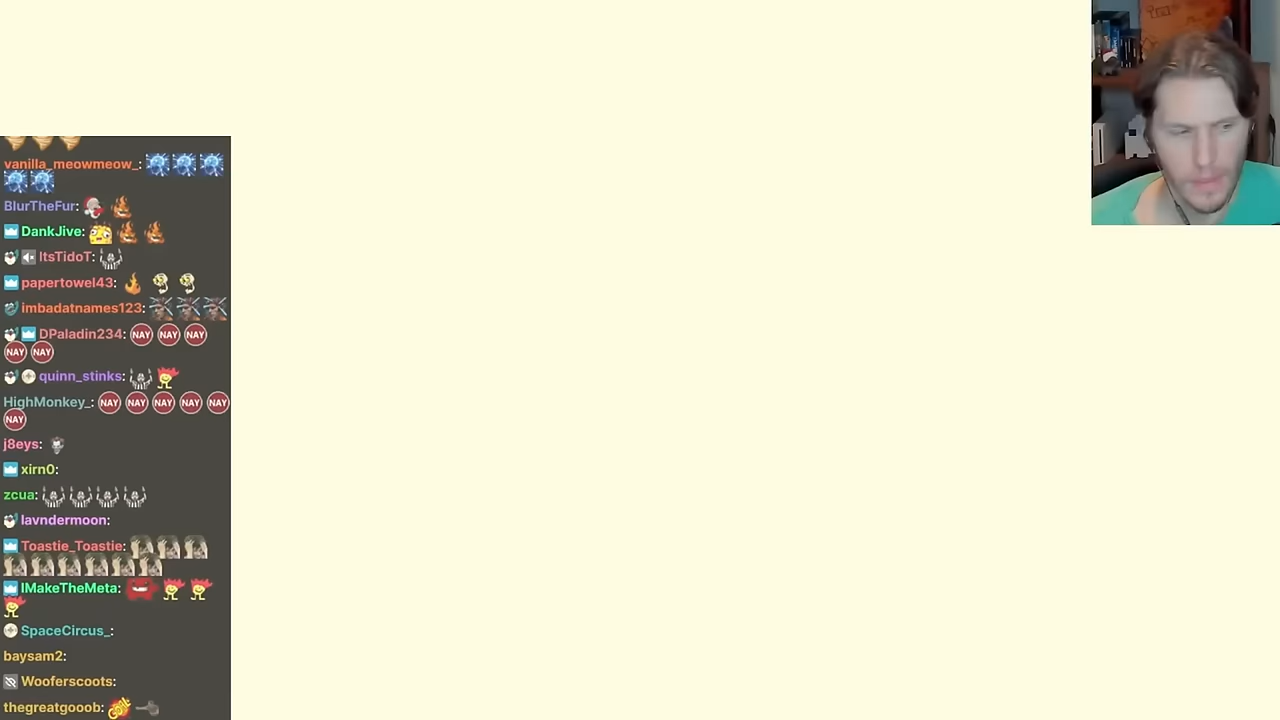 vanilla_meowmeow_:
BlurTheFur:
DankJive:
ItsTidoT:
papertowel43:
imbadatnames123:
DPaladin234: NAY NAY NAY
NAY NAY
quinn_stinks:
HighMonkey_: NAY NAY NAY NAY NAY
NAY
j8eys:
xirn0:
zcua:
lavndermoon:
Toastie_Toastie:
IMakeTheMeta:
SpaceCircus_:
baysam2:
Wooferscoots:
thegreatgooob: